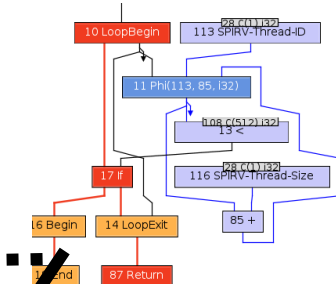 28 C(1) i32
10 LoopBegin
113 SPIRV-Thread-ID
11 Phi(113, 85, i32)
108 C(512) i32
13 <
28 C(1) i32
17 If
116 SPIRV-Thread-Size
16 Begin
14 LoopExit
85 +
End
87 Return